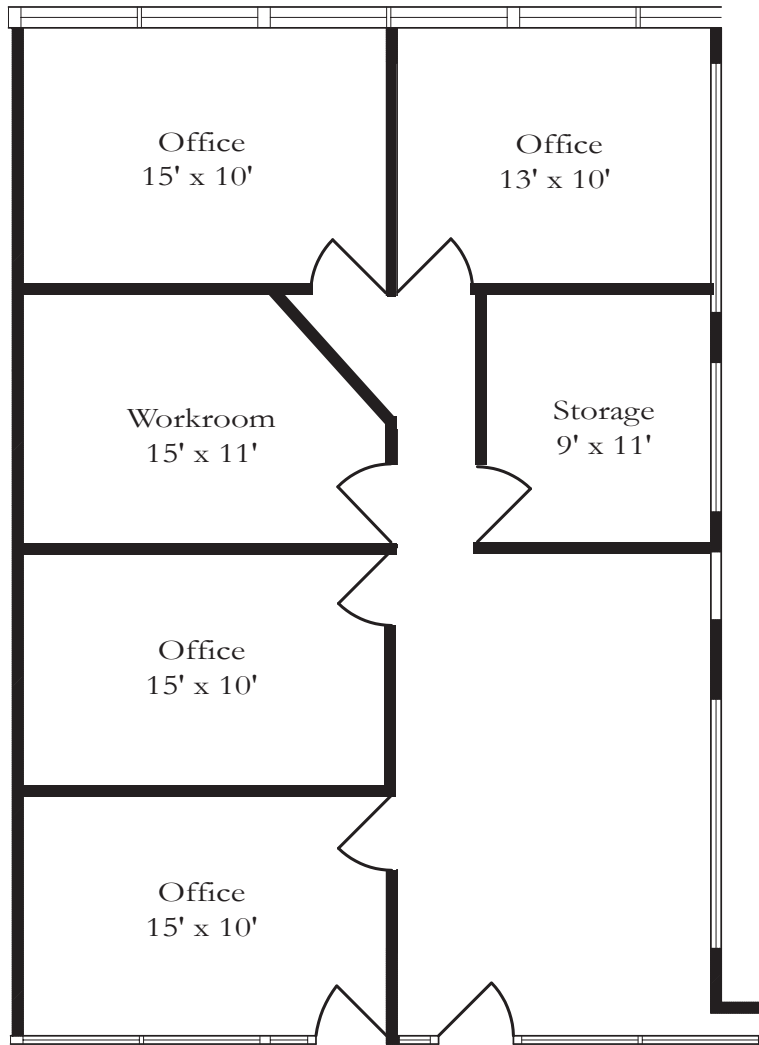 Office
15' x 10'
Office
13' x 10'
Workroom
15' x 11'
Storage
9' x 11'
Office
15' x 10'
Office
15' x 10'